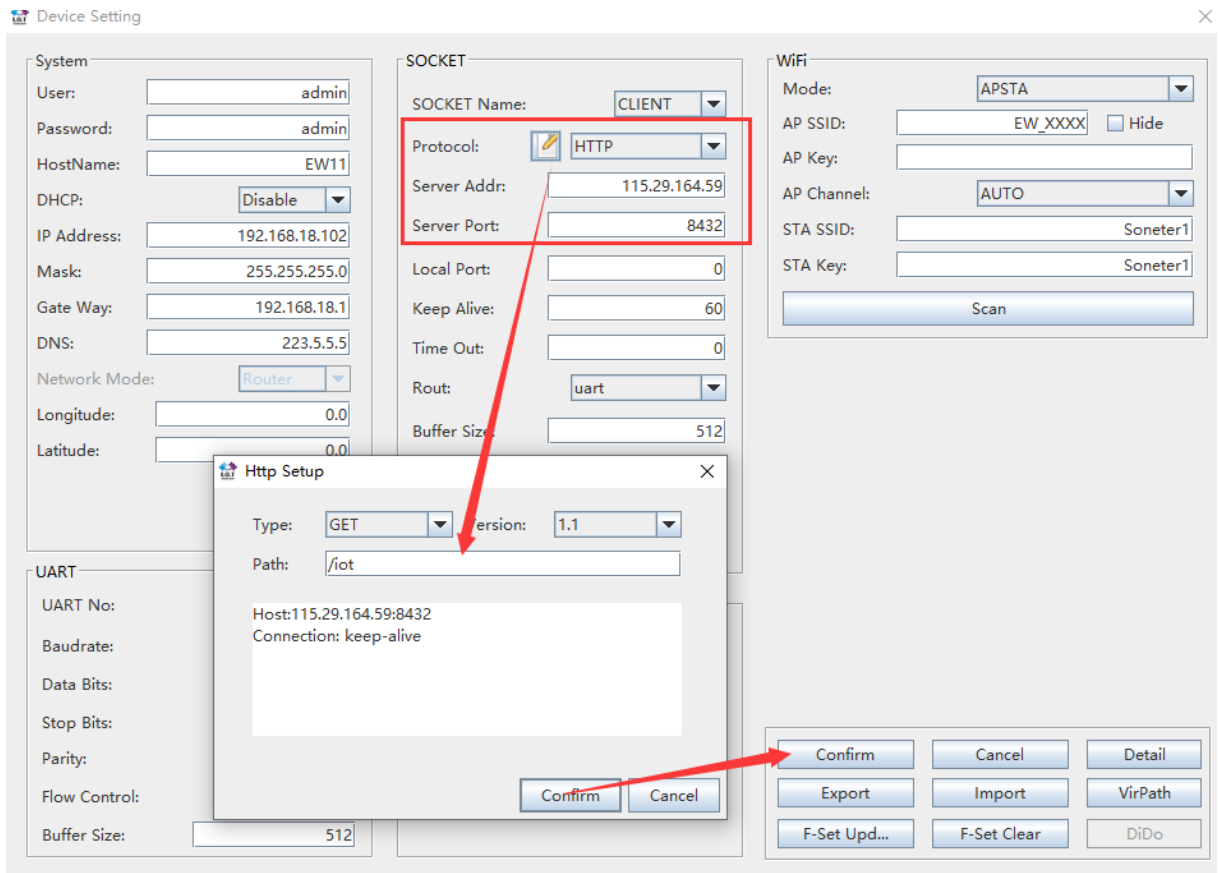 Device Setting
System
User: admin
Password: admin
HostName: EW11
DHCP: Disable
IP Address: 192.168.18.102
Mask: 255.255.255.0
Gate Way: 192.168.18.1
DNS: 223.5.5.5
Network Mode: Router
Longitude: 0.0
Latitude: 0.0
SOCKET
SOCKET Name: CLIENT
Protocol: HTTP
Server Addr: 115.29.164.59
Server Port: 8432
Local Port: 0
Keep Alive: 60
Time Out: 0
Rout: uart
Buffer Size: 512
WiFi
Mode: APSTA
AP SSID: EW_XXXX Hide
AP Key:
AP Channel: AUTO
STA SSID: Soneter1
STA Key: Soneter1
Scan
UART
UART No:
Baudrate:
Data Bits:
Stop Bits:
Parity:
Flow Control:
Buffer Size: 512
Http Setup
Type: GET Version: 1.1
Path: /iot
Host:115.29.164.59:8432
Connection: keep-alive
Confirm Cancel
Confirm Cancel Detail
Export Import VirPath
F-Set Upd... F-Set Clear DiDo